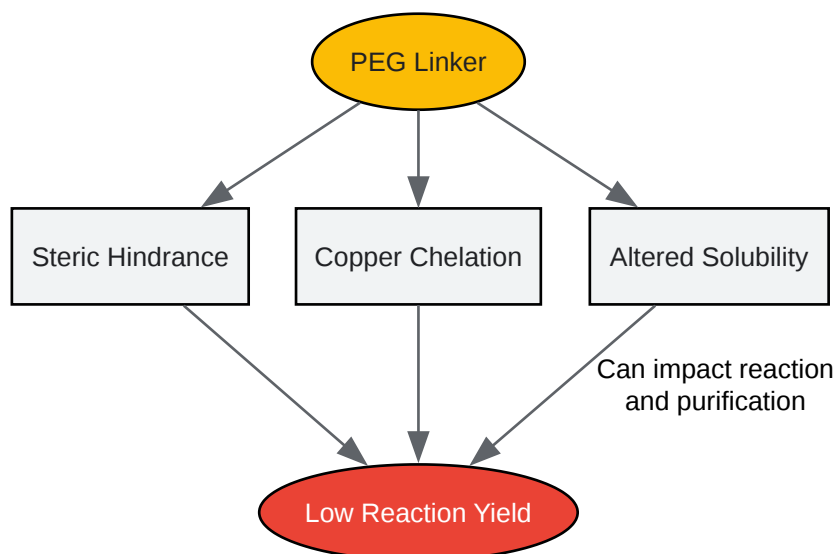 PEG Linker
Steric Hindrance
Copper Chelation
Altered Solubility
Can impact reaction
and purification
Low Reaction Yield